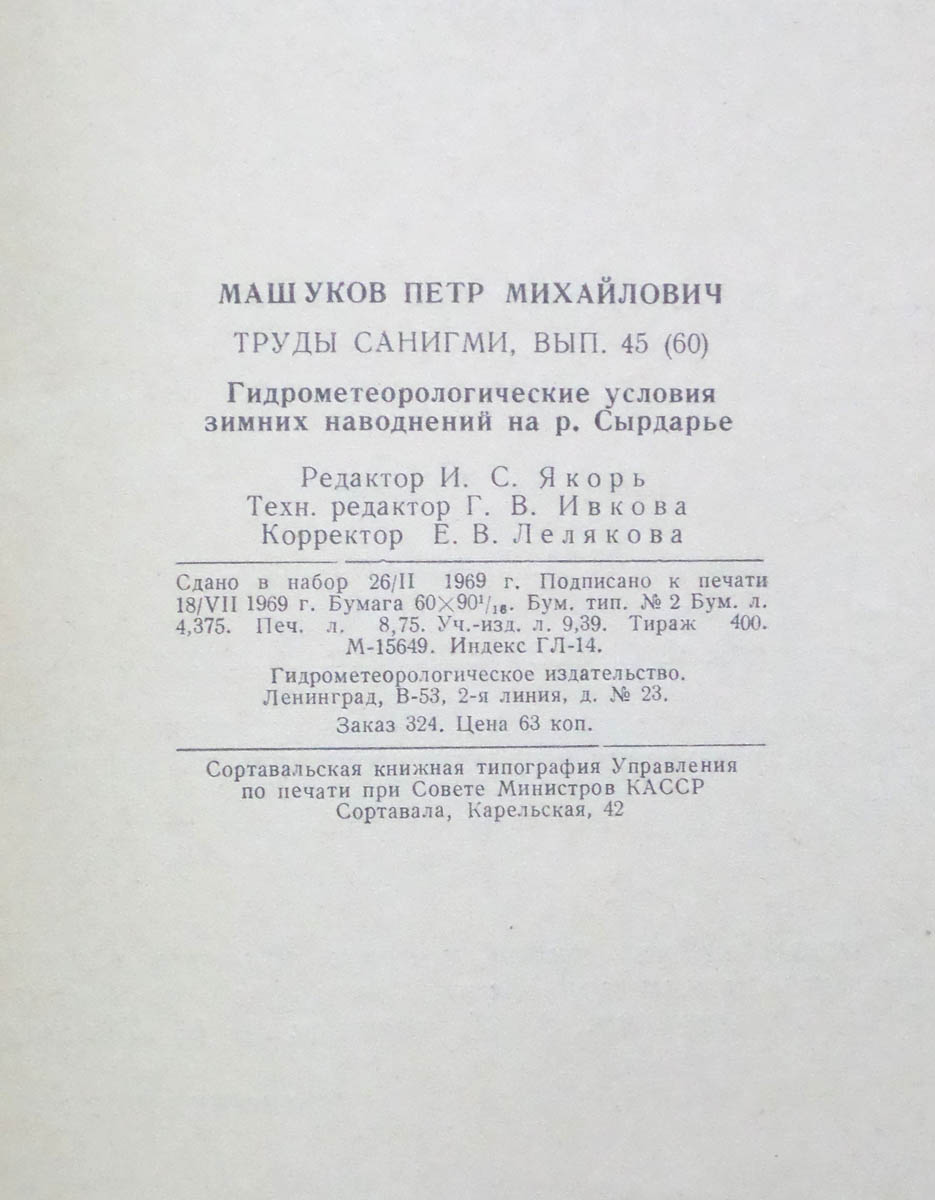 МАШУКОВ ПЕТР МИХАЙЛОВИЧ
ТРУДЫ САНИГМИ, ВЫП. 45 (60)
Гидрометеорологические условия
зимних наводнений на р. Сырдарье
Редактор И. С. Якорь
Техн. редактор Г. В. Ивкова
Корректор Е. В. Лелякова
Сдано в набор 26/II 1969 г. Подписано к печати
18/VII 1969 г. Бумага 60×90¹/₁₆. Бум. тип. № 2 Бум. л.
4,375. Печ. л. 8,75. Уч.-изд. л. 9,39. Тираж 400.
М-15649. Индекс ГЛ-14.
Гидрометеорологическое издательство.
Ленинград, В-53, 2-я линия, д. № 23.
Заказ 324. Цена 63 коп.
Сортавальская книжная типография Управления
по печати при Совете Министров КАССР
Сортавала, Карельская, 42